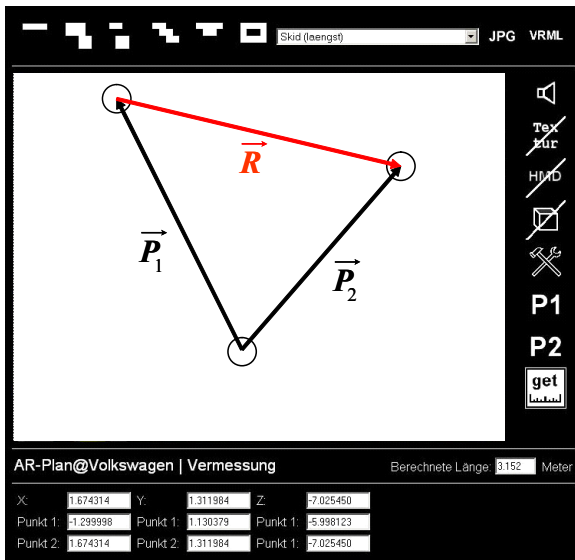 Skid (laengst) JPG VRML
Tex
tur
HMD
R
P1
P2
P1
P2
get
AR-Plan@Volkswagen | Vermessung Berechnete Länge: 3.152 Meter
X: 1.674314 Y: 1.311984 Z: -7.025450
Punkt 1: -1.299998 Punkt 1: 1.130379 Punkt 1: -5.998123
Punkt 2: 1.674314 Punkt 2: 1.311984 Punkt 1: -7.025450